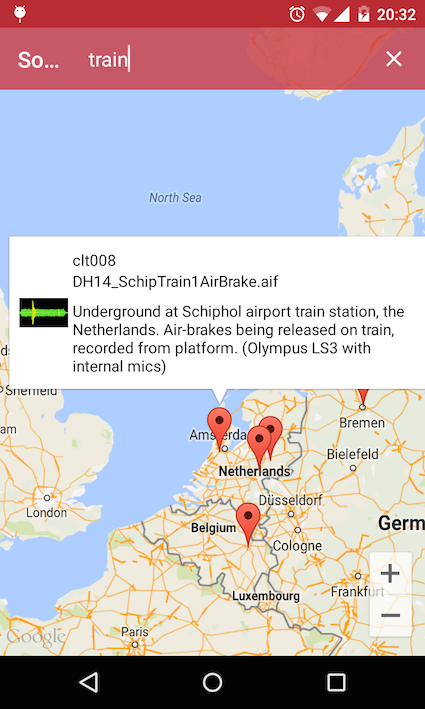 20:32
So...
train
North Sea
clt008
DH14_SchipTrain1AirBrake.aif
Underground at Schiphol airport train station, the
Netherlands. Air-brakes being released on train,
recorded from platform. (Olympus LS3 with
internal mics)
Sheffield
Bremen
Amsterda
Bielefeld
Netherlands
London
Düsseldorf
Belgium
Germ
Cologne
Frankfurt
Luxembourg
Google
Paris